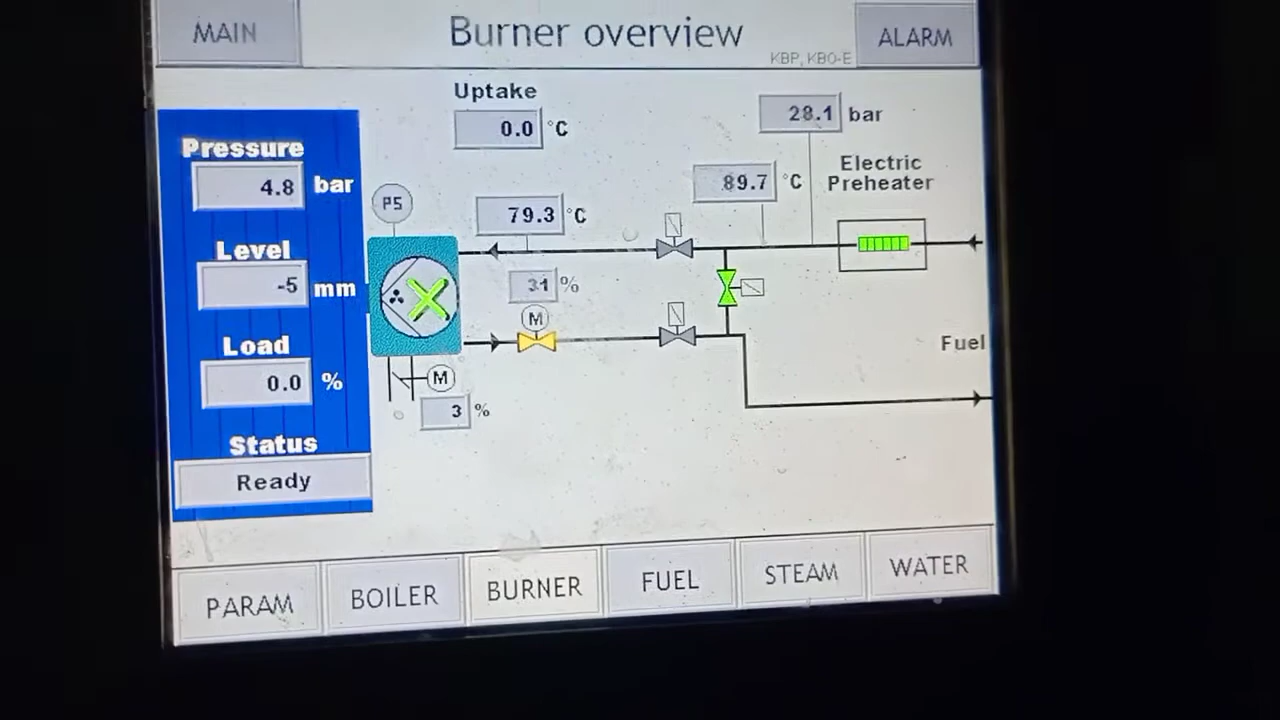 MAIN
Burner overview
KBP, KBO-E
ALARM
Uptake
0.0 °C
28.1 bar
Pressure
4.8 bar
Electric
Preheater
89.7 °C
PS
79.3 °C
Level
-5 mm
31 %
M
Load
0.0 %
Fuel
M
3 %
Status
Ready
PARAM
BOILER
BURNER
FUEL
STEAM
WATER